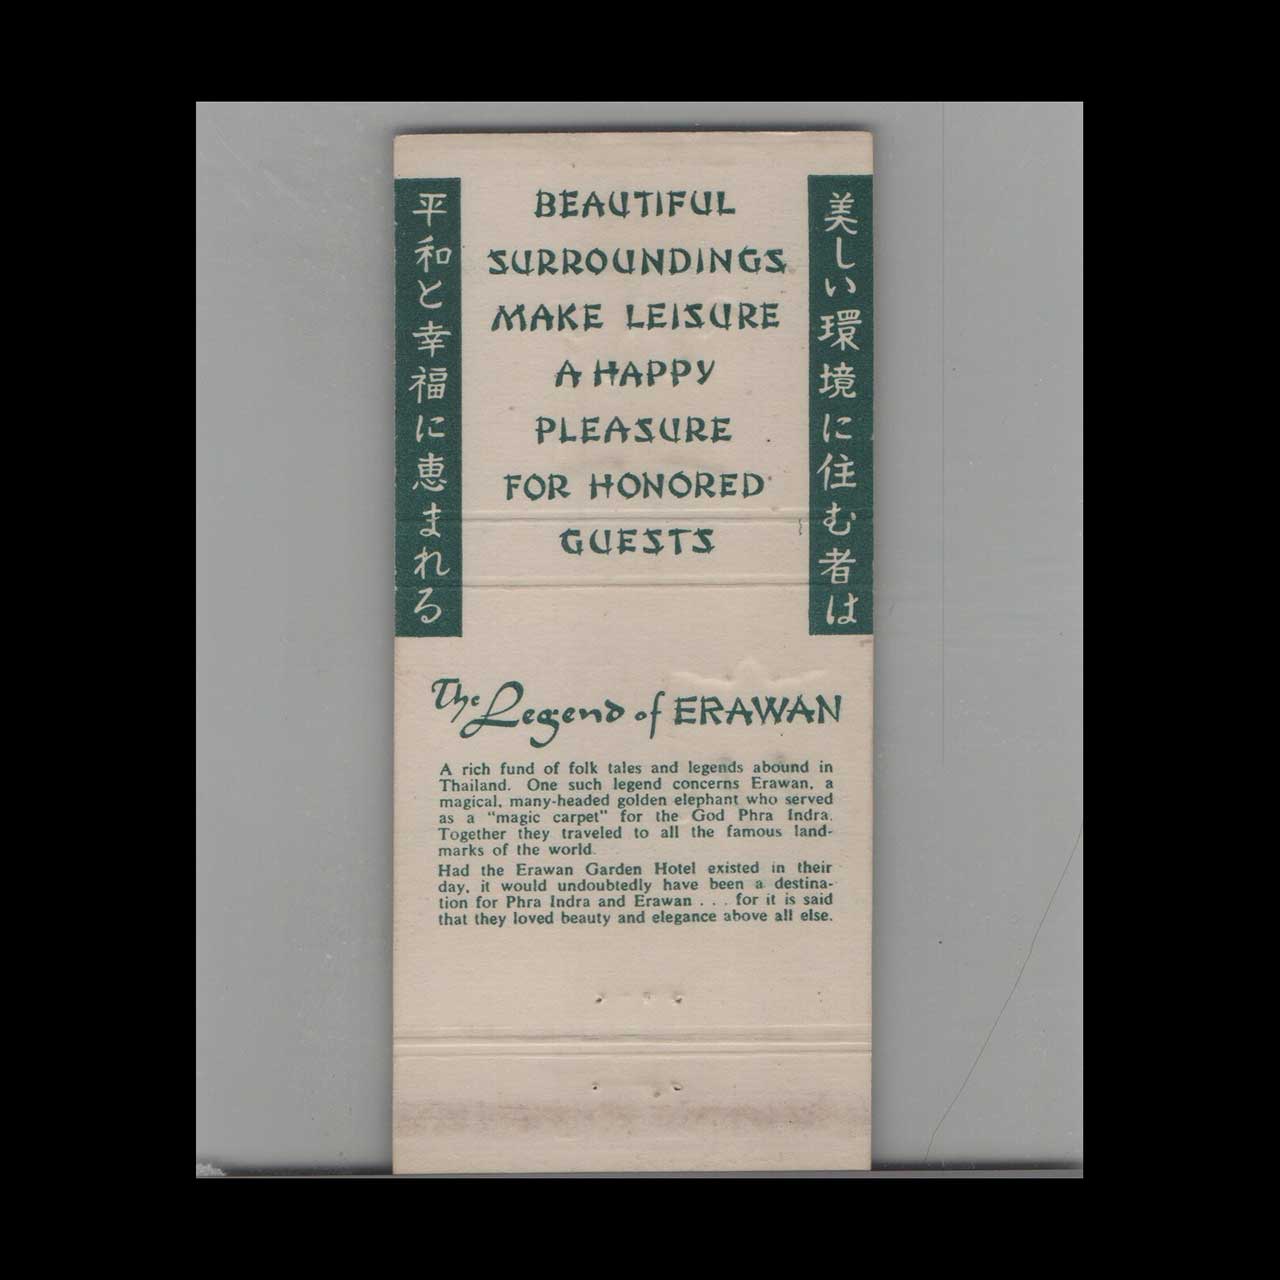 美しい環境に住む者は
平和と幸福に恵まれる
BEAUTIFUL
SURROUNDINGS
MAKE LEISURE
A HAPPY
PLEASURE
FOR HONORED
GUESTS
The Legend of ERAWAN
A rich fund of folk tales and legends abound in
Thailand. One such legend concerns Erawan, a
magical, many-headed golden elephant who served
as a "magic carpet" for the God Phra Indra.
Together they traveled to all the famous land-
marks of the world.
Had the Erawan Garden Hotel existed in their
day, it would undoubtedly have been a destina-
tion for Phra Indra and Erawan . . . for it is said
that they loved beauty and elegance above all else.